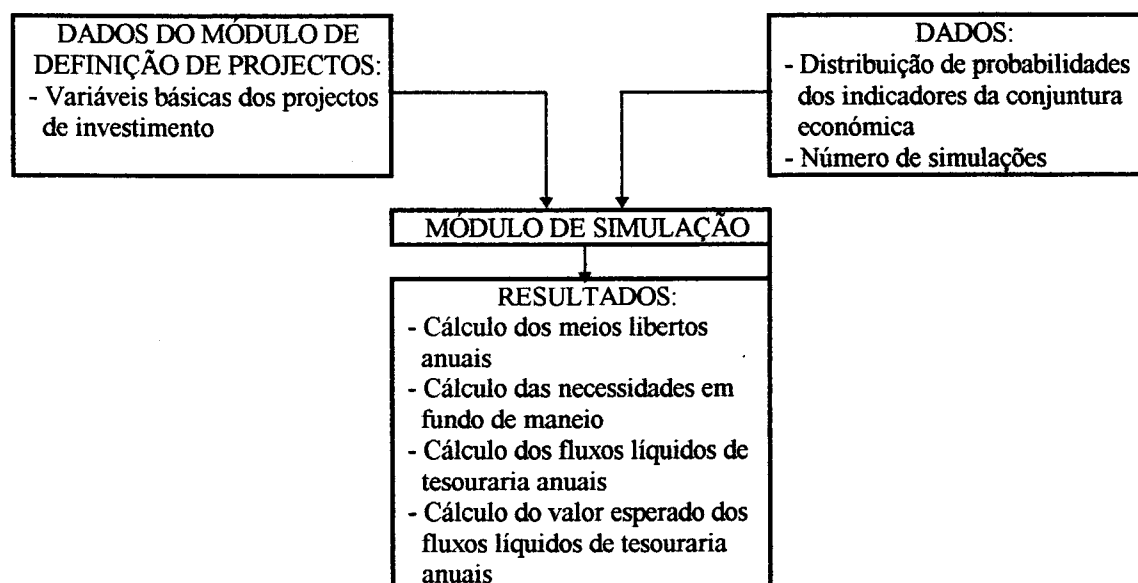 DADOS DO MÓDULO DE
DEFINIÇÃO DE PROJECTOS:
- Variáveis básicas dos projectos
de investimento
DADOS:
- Distribuição de probabilidades
dos indicadores da conjuntura
económica
- Número de simulações
MÓDULO DE SIMULAÇÃO
RESULTADOS:
- Cálculo dos meios libertos
anuais
- Cálculo das necessidades em
fundo de maneio
- Cálculo dos fluxos líquidos de
tesouraria anuais
- Cálculo do valor esperado dos
fluxos líquidos de tesouraria
anuais